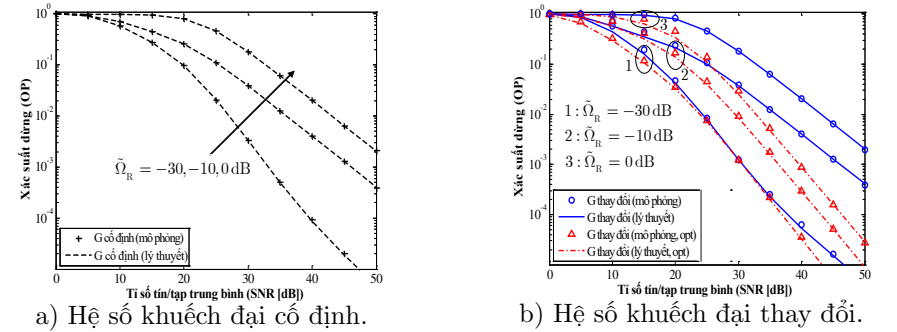 10^0
10^-1
10^-2
10^-3
10^-4
Xác suất dừng (OP)
Ω̃_R = −30,−10,0 dB
G cố định (mô phỏng)
G cố định (lý thuyết)
0 10 20 30 40 50
Tỉ số tín/tạp trung bình (SNR [dB])
a) Hệ số khuếch đại cố định.
10^0
10^-1
10^-2
10^-3
10^-4
Xác suất dừng (OP)
3
1
2
1 : Ω̃_R = −30 dB
2 : Ω̃_R = −10 dB
3 : Ω̃_R = 0 dB
G thay đổi (mô phỏng)
G thay đổi (lý thuyết)
G thay đổi (mô phỏng, opt)
G thay đổi (lý thuyết, opt)
0 10 20 30 40 50
Tỉ số tín/tạp trung bình (SNR [dB])
b) Hệ số khuếch đại thay đổi.